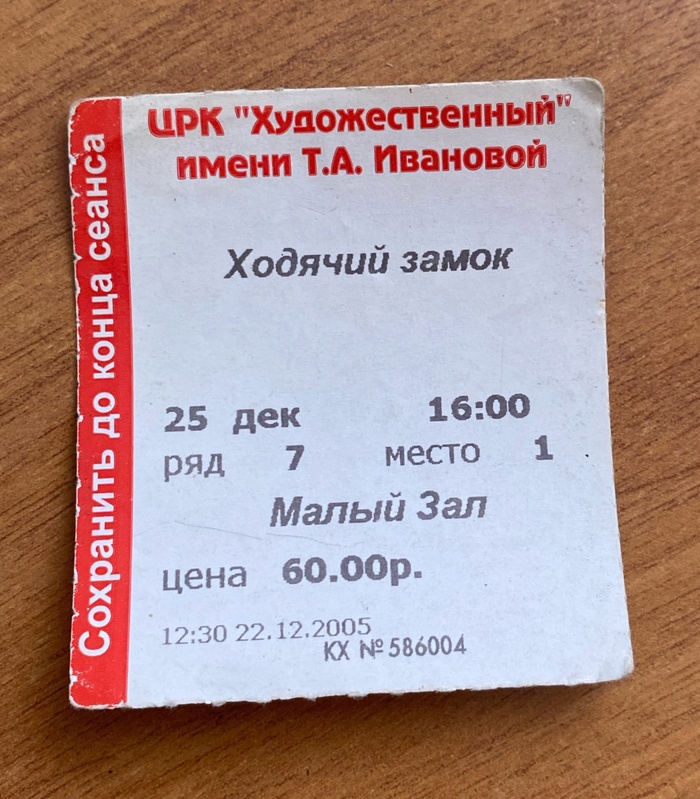 ЦРК "Художественный"
имени Т.А. Ивановой
Сохранить до конца сеанса
Ходячий замок
25 дек 16:00
ряд 7 место 1
Малый Зал
цена 60.00р.
12:30 22.12.2005
КХ № 586004